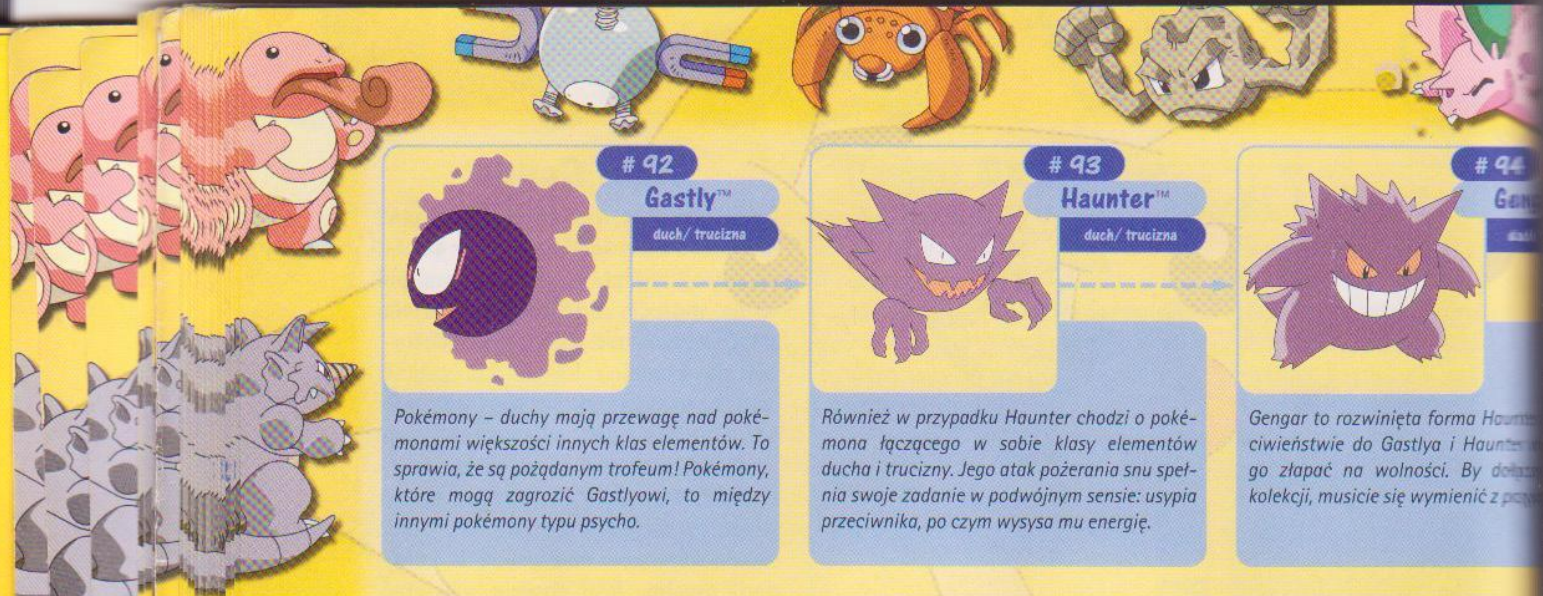 # 92
Gastly™
duch/ trucizna
Pokémony – duchy mają przewagę nad poké-
monami większości innych klas elementów. To
sprawia, że są pożądanym trofeum! Pokémony,
które mogą zagrozić Gastlyowi, to między
innymi pokémony typu psycho.
# 93
Haunter™
duch/ trucizna
Również w przypadku Haunter chodzi o poké-
mona łączącego w sobie klasy elementów
ducha i trucizny. Jego atak pożerania snu speł-
nia swoje zadanie w podwójnym sensie: usypia
przeciwnika, po czym wysysa mu energię.
# 94
Gengar to rozwinięta forma
ciwieństwie do Gastlya i
go złapać na wolności. By
kolekcji, musicie się wymienić z